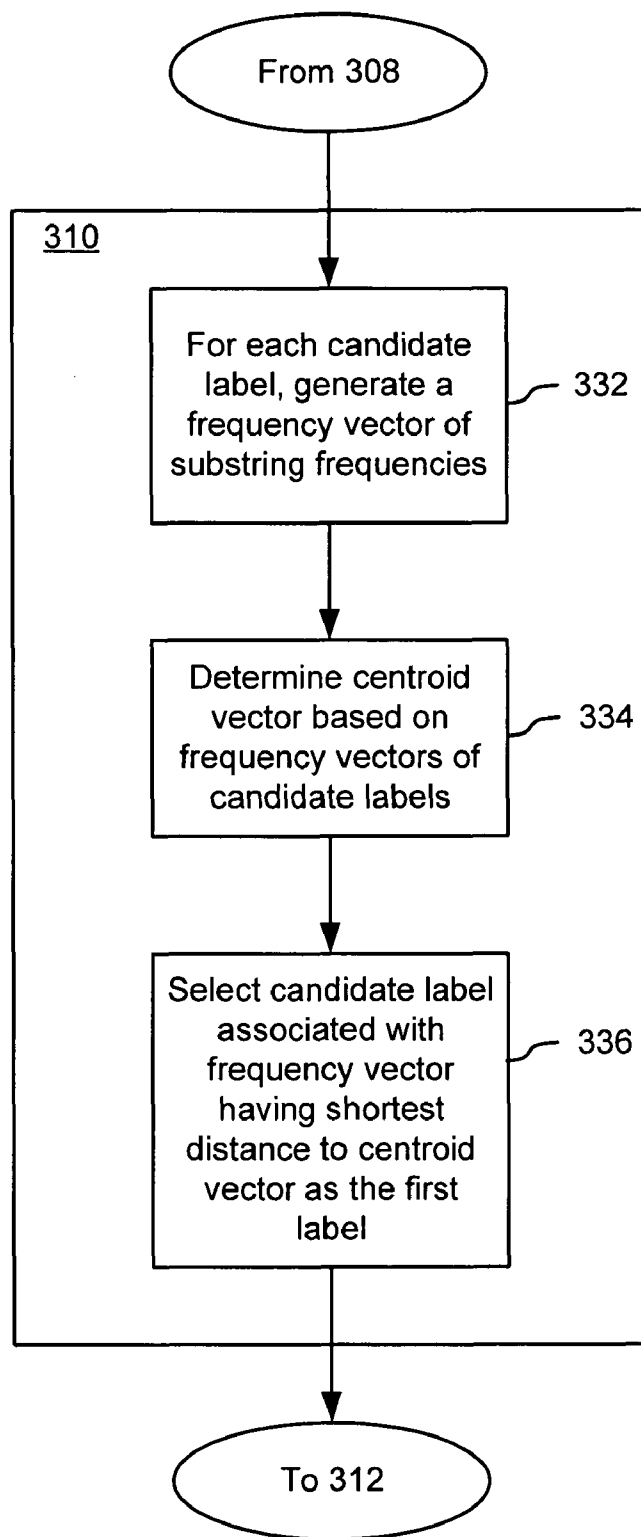 From 308
310
For each candidate
label, generate a
frequency vector of
substring frequencies
332
Determine centroid
vector based on
frequency vectors of
candidate labels
334
Select candidate label
associated with
frequency vector
having shortest
distance to centroid
vector as the first
label
336
To 312